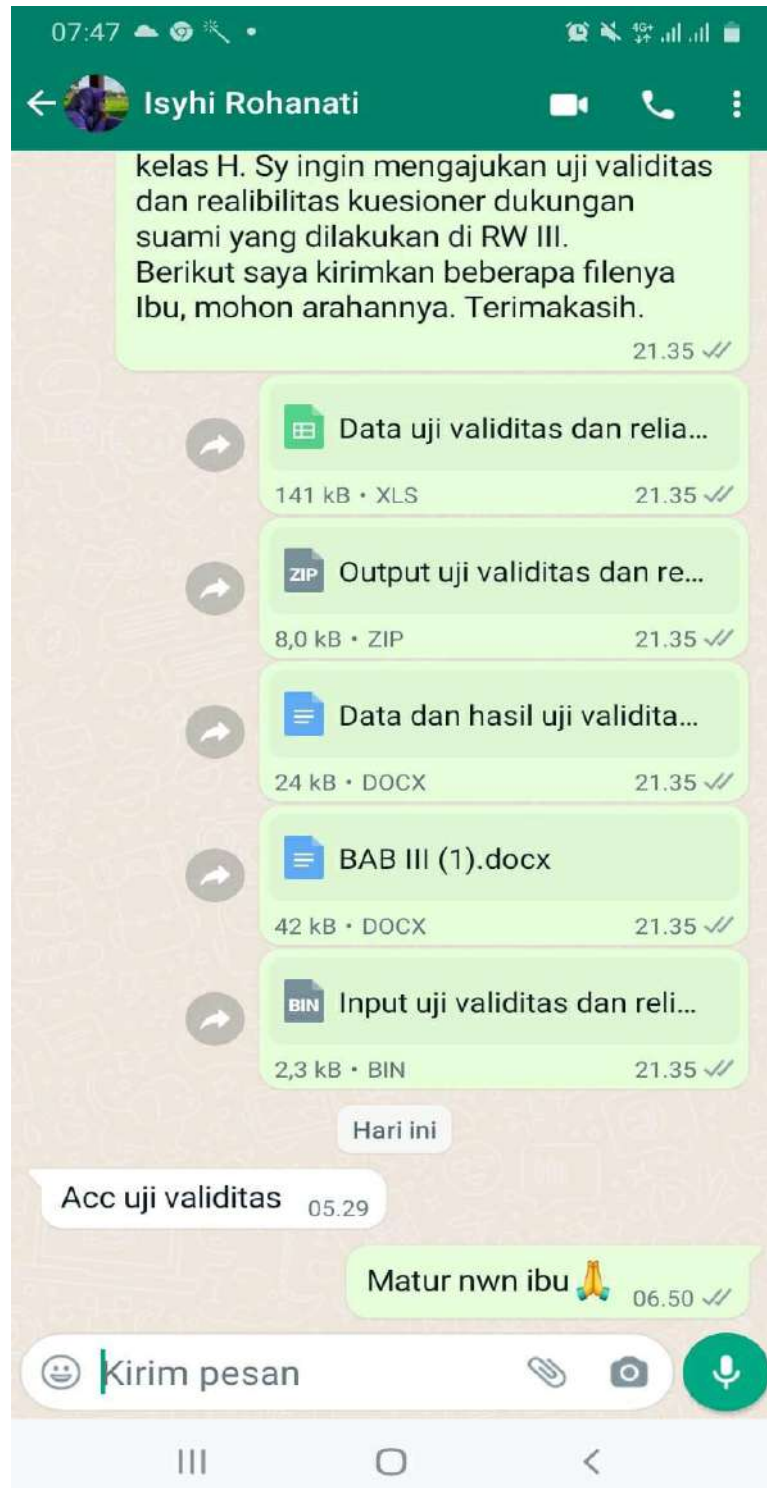 07:47
4G+
Isyhi Rohanati
kelas H. Sy ingin mengajukan uji validitas
dan realibilitas kuesioner dukungan
suami yang dilakukan di RW III.
Berikut saya kirimkan beberapa filenya
Ibu, mohon arahannya. Terimakasih.
21.35
Data uji validitas dan relia...
141 kB • XLS 21.35
ZIP Output uji validitas dan re...
8,0 kB • ZIP 21.35
Data dan hasil uji validita...
24 kB • DOCX 21.35
BAB III (1).docx
42 kB • DOCX 21.35
BIN Input uji validitas dan reli...
2,3 kB • BIN 21.35
Hari ini
Acc uji validitas 05.29
Matur nwn ibu🙏 06.50
Kirim pesan